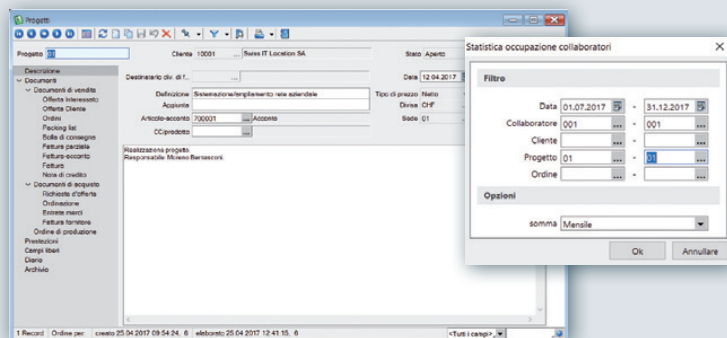 Progetti
Progetto 01
Cliente 10001 ... Swiss IT Location SA
Stato Aperto
Descrizione
Documenti
Documenti di vendita
Offerta Interessato
Offerta Cliente
Ordini
Packing list
Bolla di consegna
Fattura parziale
Fattura-acconto
Fattura
Nota di credito
Documenti di acquisto
Richiesta d'offerta
Ordinazione
Entrate merci
Fattura fornitore
Ordine di produzione
Prestazioni
Campi liberi
Diario
Archivio
Destinatario div. di f... ...
Data 12.04.2017
Definizione Sistemazione/ampliamento rete aziendale
Tipo di prezzo Netto
Aggiunta
Divisa CHF
Articolo-acconto 700001 ... Acconto
Sede 01
CC/prodotto ...
Realizzazione progetto
Responsabile: Moreno Bernasconi
1 Record Ordine per: creato 25.04.2017 09:54:24, 6 elaborato 25.04.2017 12:41:15, 6 <Tutti i campi>
Statistica occupazione collaboratori
Filtro
Data 01.07.2017 - 31.12.2017
Collaboratore 001 ... - 001 ...
Cliente ... - ...
Progetto 01 ... - 01 ...
Ordine ... - ...
Opzioni
somma Mensile
Ok Annullare